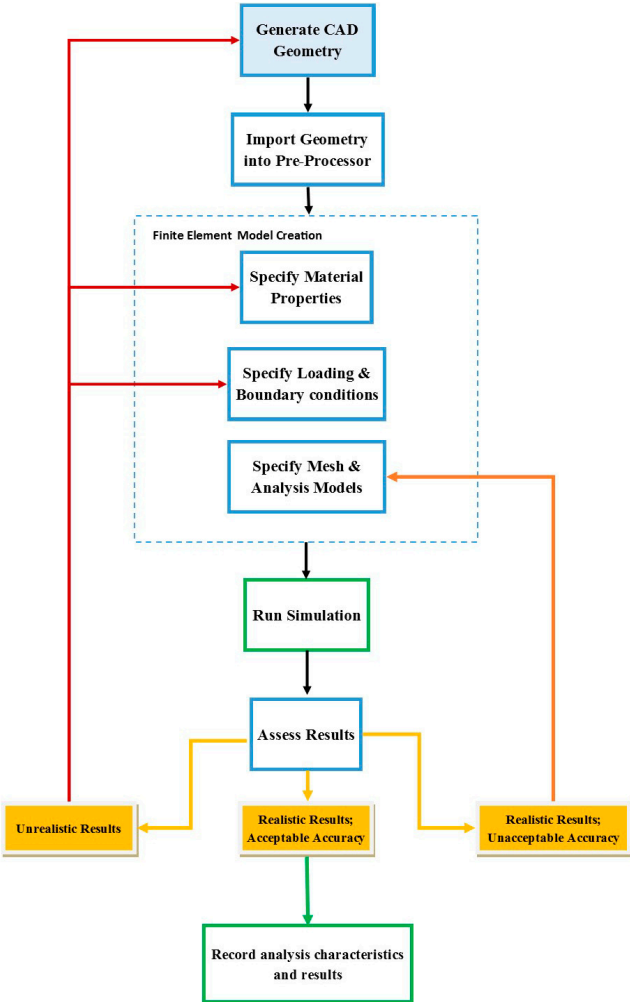 Generate CAD
Geometry
Import Geometry
into Pre-Processor
Finite Element Model Creation
Specify Material
Properties
Specify Loading &
Boundary conditions
Specify Mesh &
Analysis Models
Run Simulation
Assess Results
Unrealistic Results
Realistic Results;
Acceptable Accuracy
Realistic Results;
Unacceptable Accuracy
Record analysis characteristics
and results